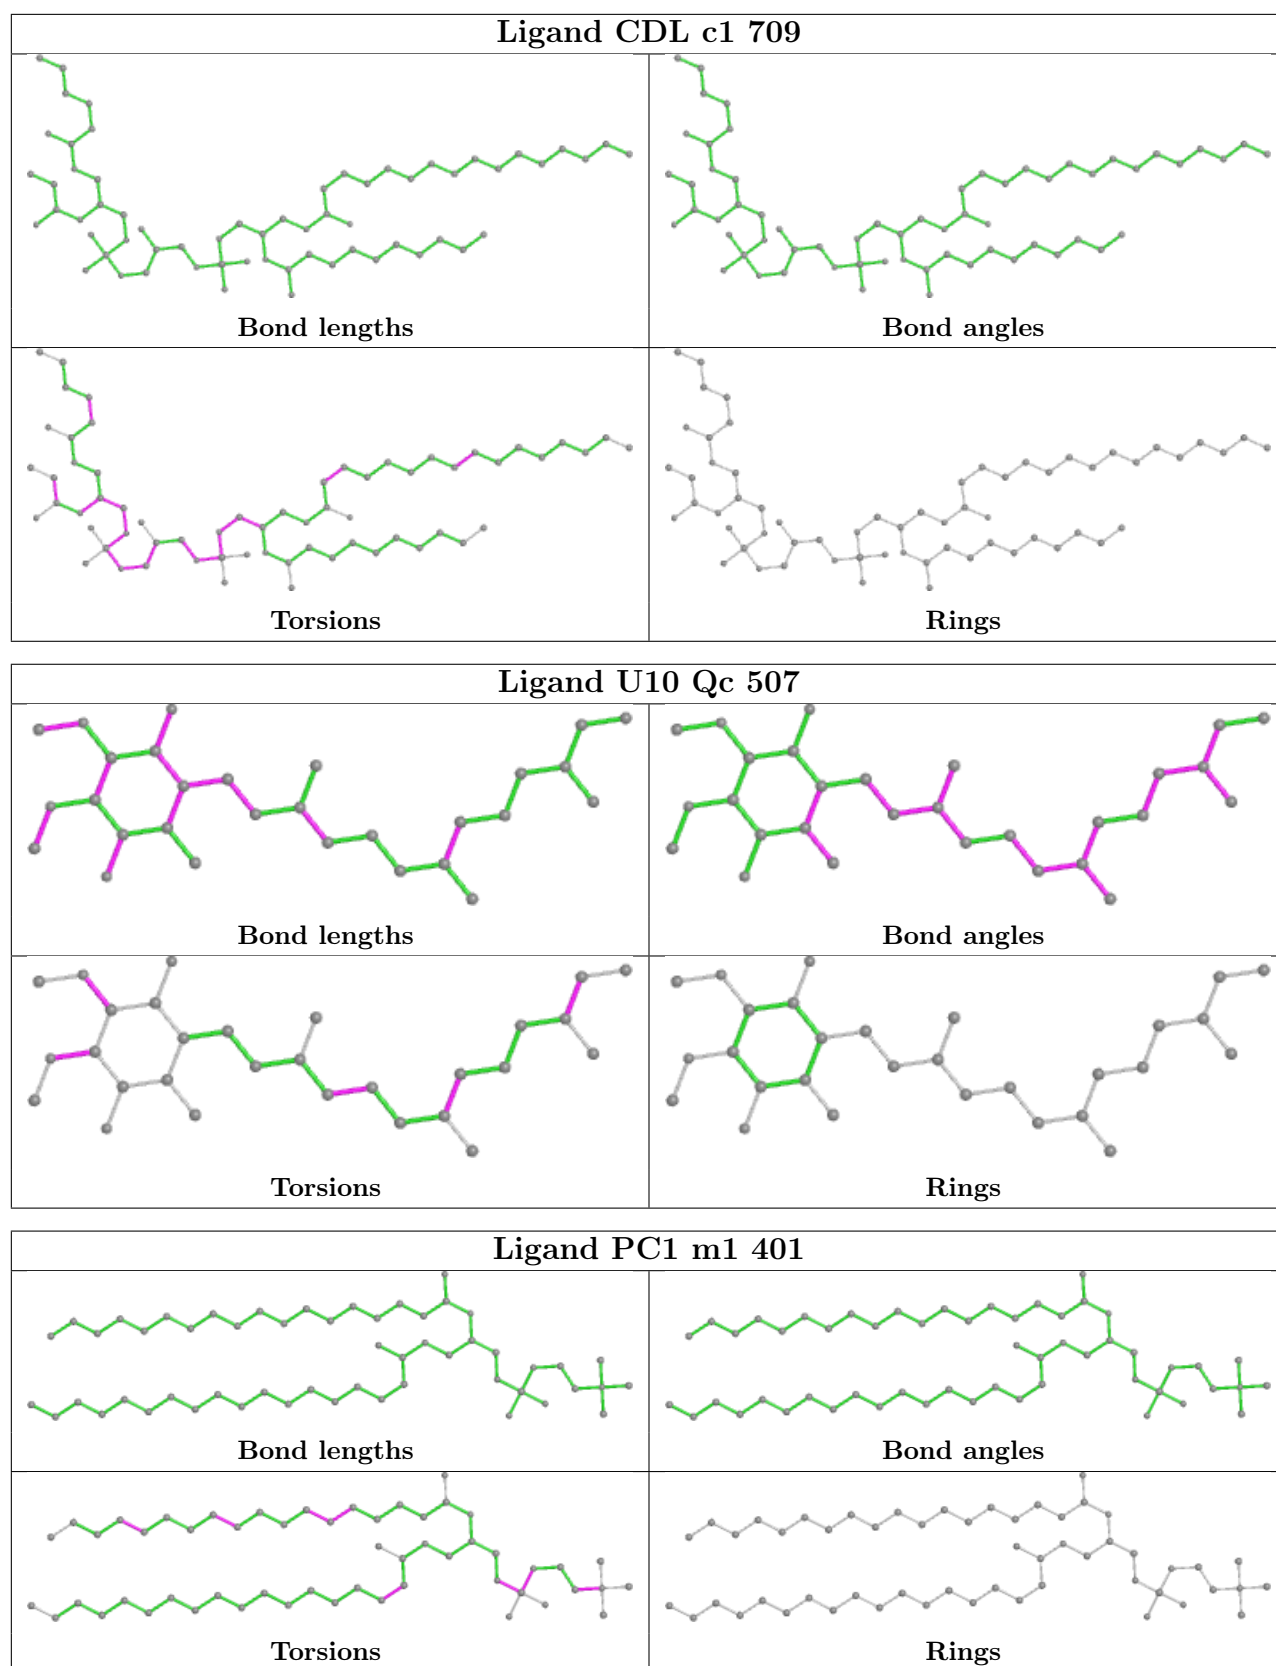 Ligand CDL c1 709
Bond lengths
Bond angles
Torsions
Rings
Ligand U10 Qc 507
Bond lengths
Bond angles
Torsions
Rings
Ligand PC1 m1 401
Bond lengths
Bond angles
Torsions
Rings